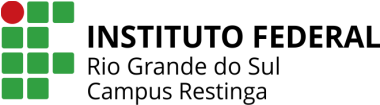 INSTITUTO FEDERAL
Rio Grande do Sul
Campus Restinga